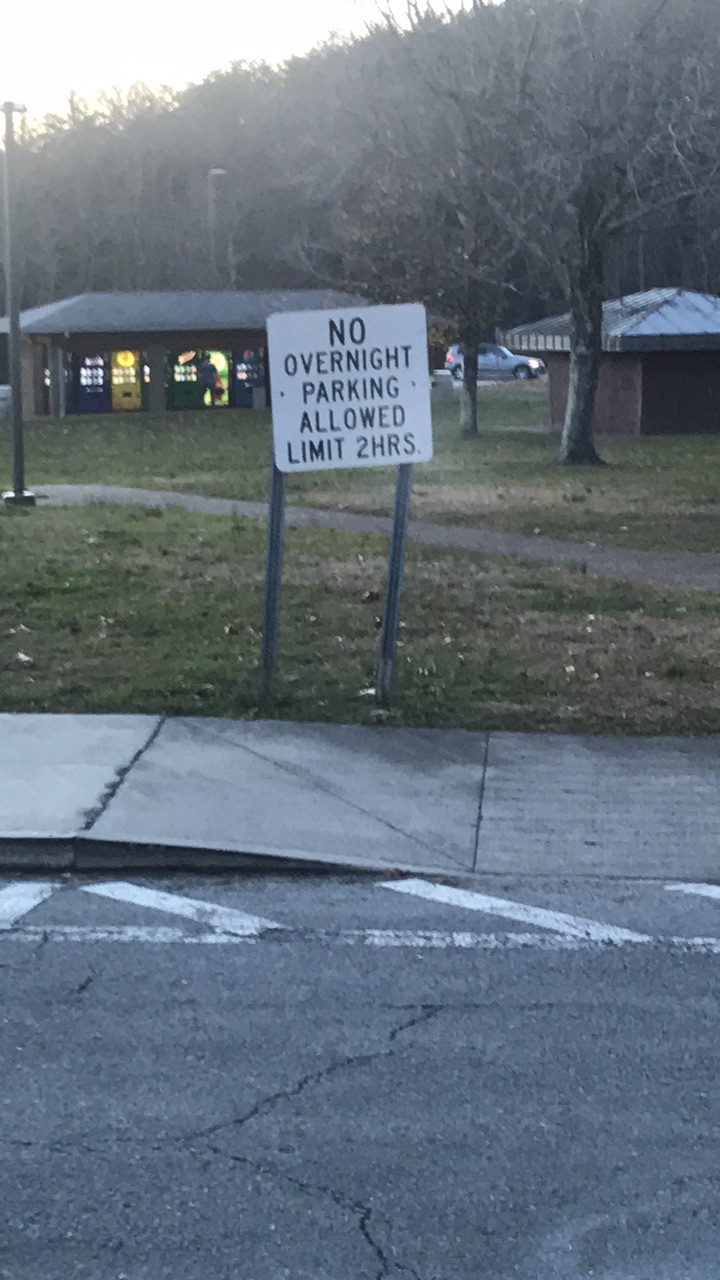 NO
OVERNIGHT
PARKING
ALLOWED
LIMIT 2HRS.